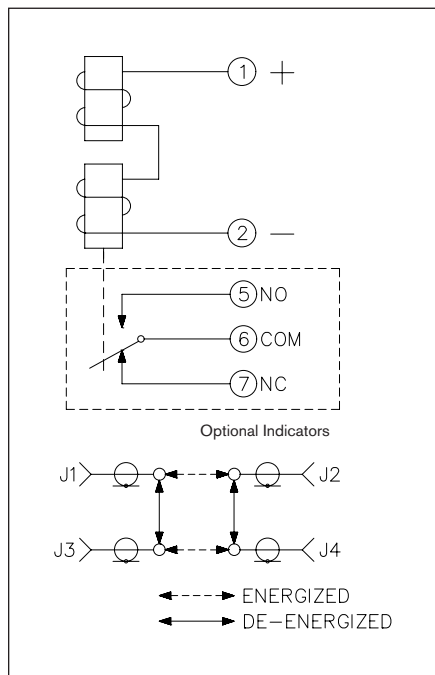 1 +
2 −
5 NO
6 COM
7 NC
Optional Indicators
J1 J2
J3 J4
ENERGIZED
DE-ENERGIZED